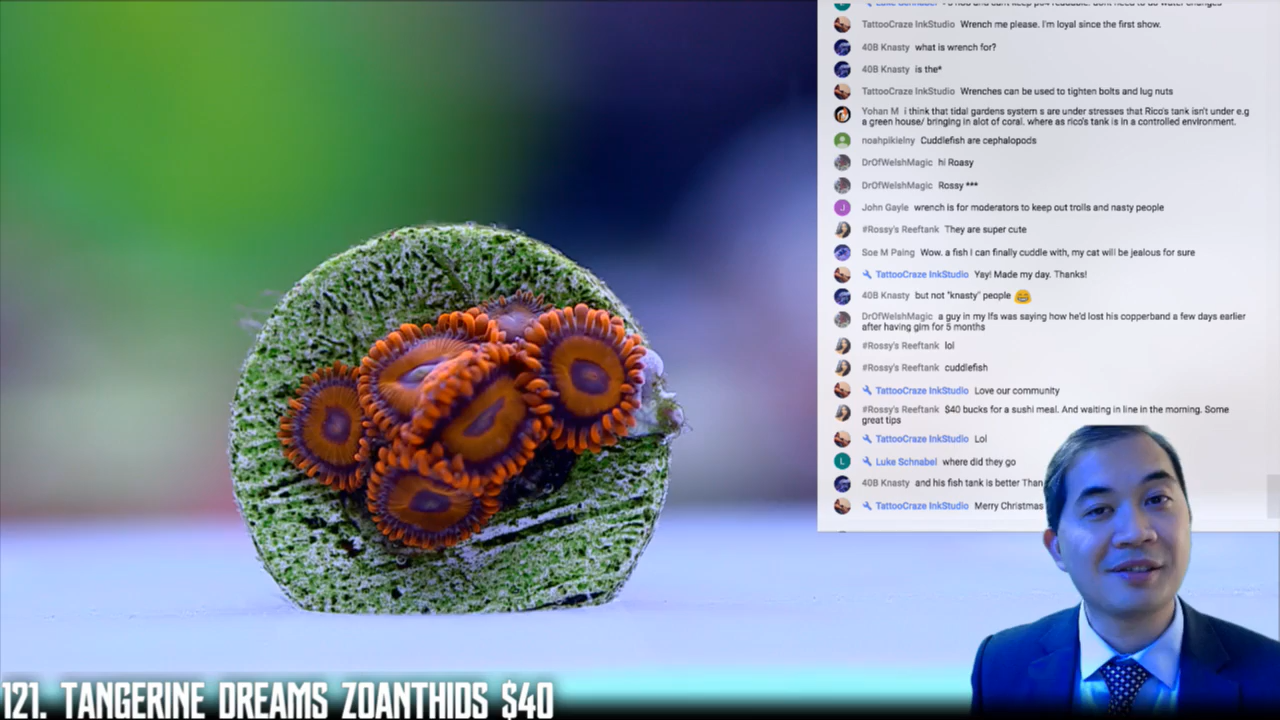 Luke Schnabel
TattooCraze InkStudio Wrench me please. I'm loyal since the first show.
40B Knasty what is wrench for?
40B Knasty is the*
TattooCraze InkStudio Wrenches can be used to tighten bolts and lug nuts
Yohan M i think that tidal gardens system s are under stresses that Rico's tank isn't under e.g
a green house/ bringing in alot of coral. where as rico's tank is in a controlled environment.
noahpikielny Cuddlefish are cephalopods
DrOfWelshMagic hi Roasy
DrOfWelshMagic Rossy ***
J John Gayle wrench is for moderators to keep out trolls and nasty people
#Rossy's Reeftank They are super cute
Soe M Paing Wow. a fish I can finally cuddle with, my cat will be jealous for sure
TattooCraze InkStudio Yay! Made my day. Thanks!
40B Knasty but not "knasty" people 😂
DrOfWelshMagic a guy in my lfs was saying how he'd lost his copperband a few days earlier
after having gim for 5 months
#Rossy's Reeftank lol
#Rossy's Reeftank cuddlefish
TattooCraze InkStudio Love our community
#Rossy's Reeftank $40 bucks for a sushi meal. And waiting in line in the morning. Some
great tips
TattooCraze InkStudio Lol
L Luke Schnabel where did they go
40B Knasty and his fish tank is better Than
TattooCraze InkStudio Merry Christmas
121. TANGERINE DREAMS ZOANTHIDS $40